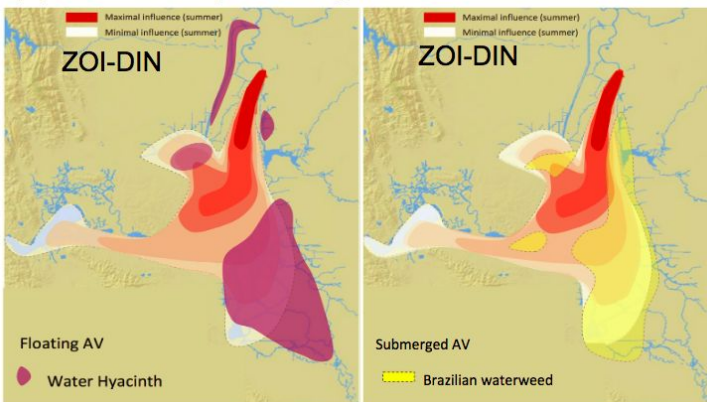 Maximal influence (summer)
Minimal influence (summer)
ZOI-DIN
Floating AV
Water Hyacinth
Maximal influence (summer)
Minimal influence (summer)
ZOI-DIN
Submerged AV
Brazilian waterweed